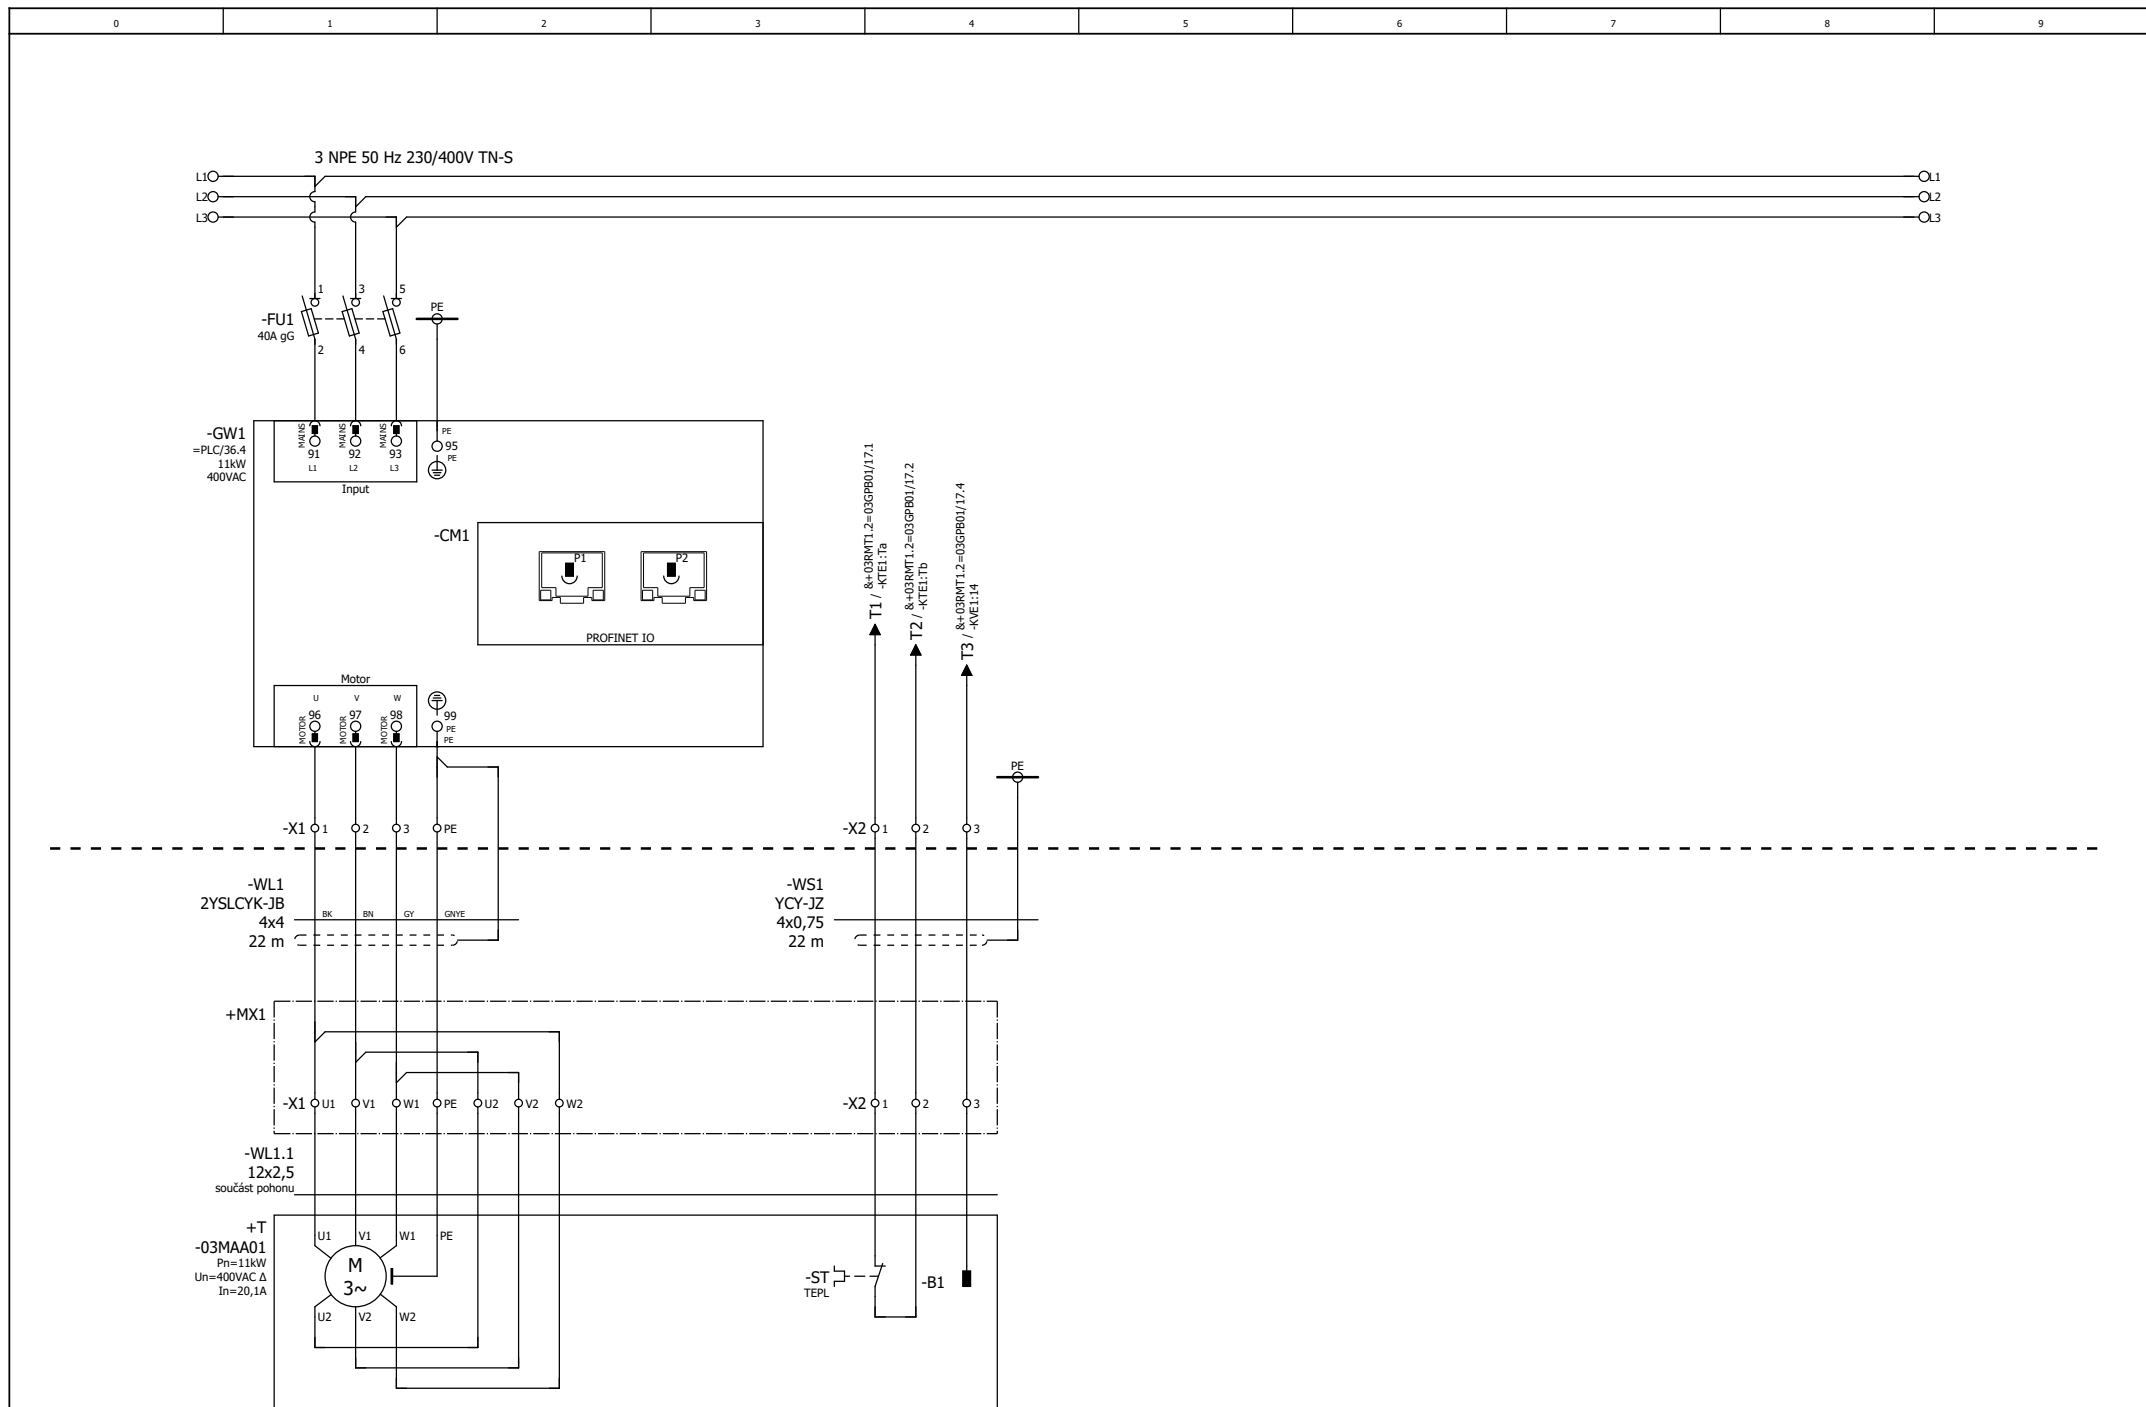 0 1 2 3 4 5 6 7 8 9
3 NPE 50 Hz 230/400V TN-S
L1 L1
L2 L2
L3 L3
1 3 5
PE
-FU1
40A gG
2 4 6
-GW1
=PLC/36.4
11kW
400VAC
MAINS MAINS MAINS
91 92 93
L1 L2 L3
Input
PE
95
PE
-CM1
P1 P2
PROFINET IO
T1 / &+03RMT1.2=03GPB01/17.1
-KTE1:Ta
T2 / &+03RMT1.2=03GPB01/17.2
-KTE1:Tb
T3 / &+03RMT1.2=03GPB01/17.4
-KVE1:14
Motor
U V W
96 97 98
MOTOR MOTOR MOTOR
99
PE
PE
PE
-X1 1 2 3 PE
-X2 1 2 3
-WL1
2YSLCYK-JB
4x4
22 m
BK BN GY GNYE
-WS1
YCY-JZ
4x0,75
22 m
+MX1
-X1 U1 V1 W1 PE U2 V2 W2
-X2 1 2 3
-WL1.1
12x2,5
součást pohonu
+T
-03MAA01
Pn=11kW
Un=400VAC Δ
In=20,1A
U1 V1 W1 PE
M
3~
U2 V2 W2
-ST
TEPL
-B1